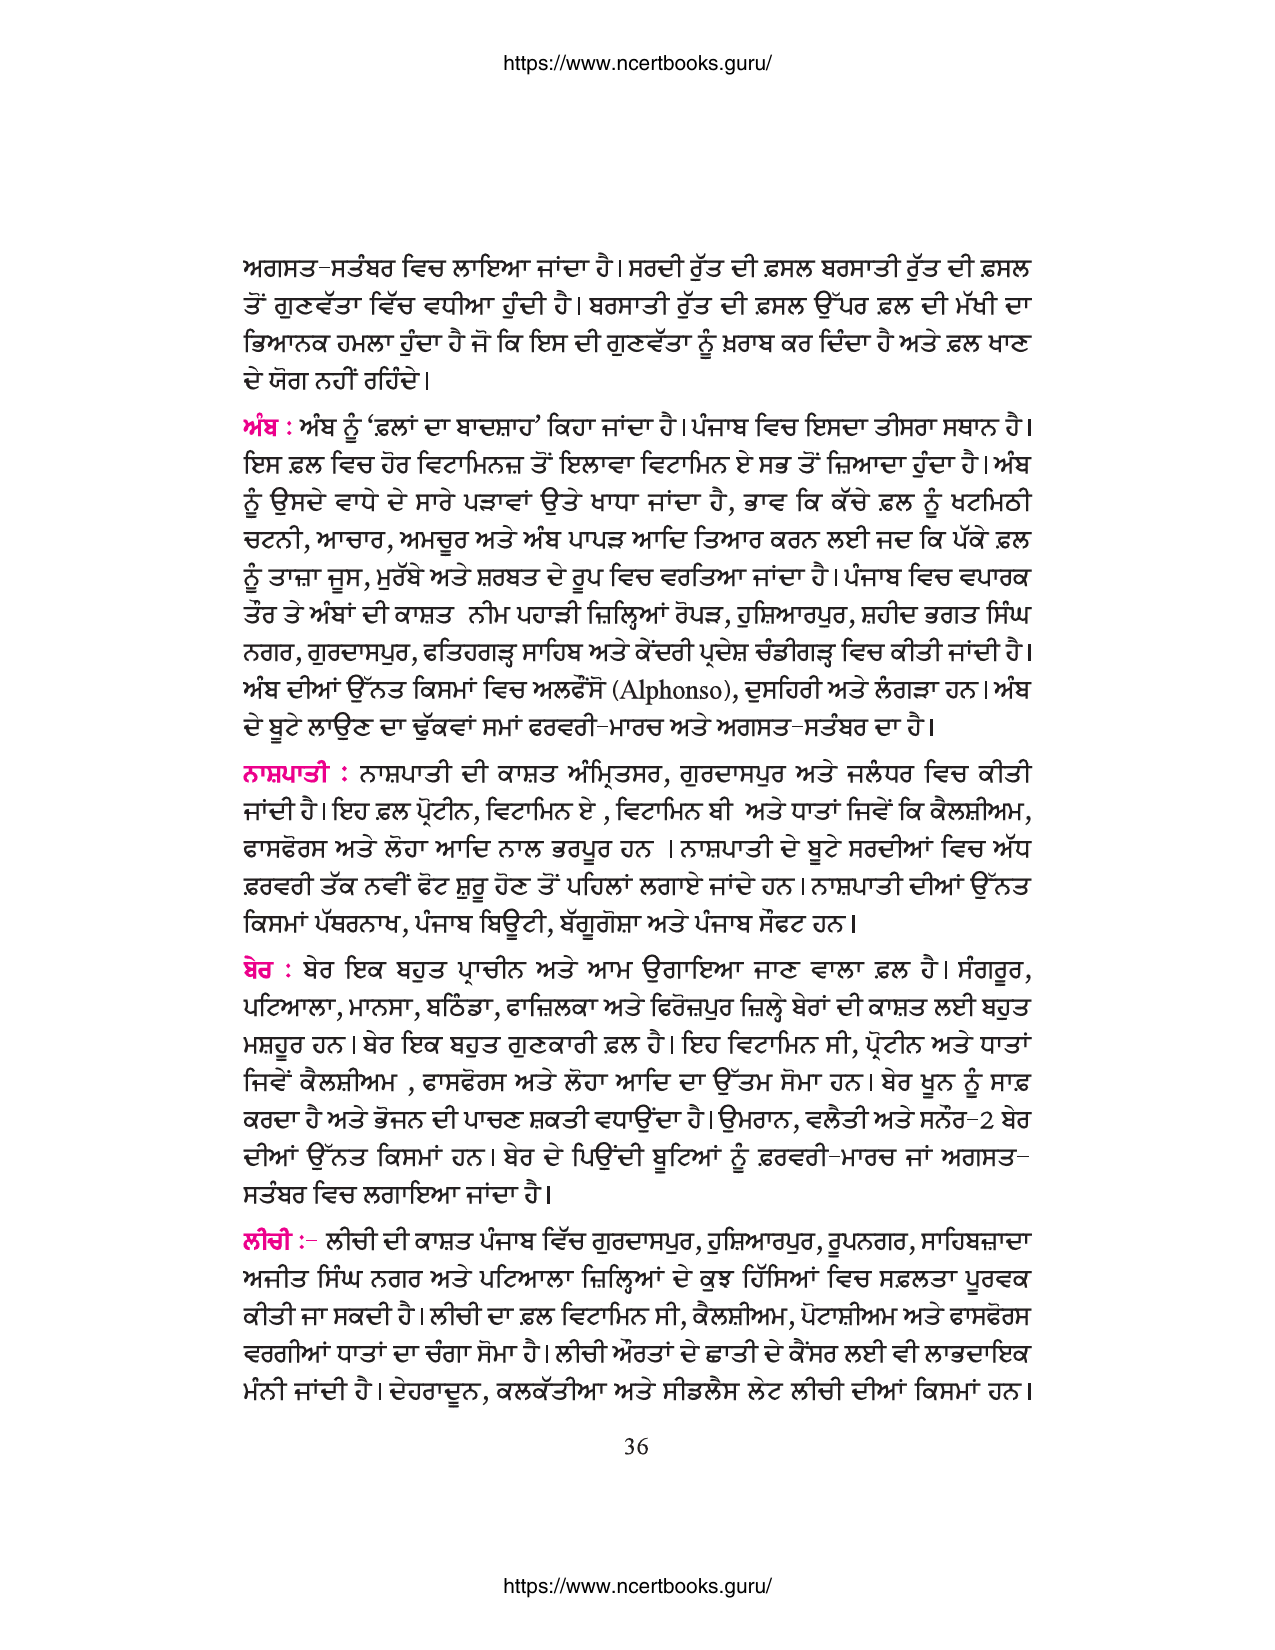 https://www.ncertbooks.guru/
ਅਗਸਤ-ਸਤੰਬਰ ਵਿਚ ਲਾਇਆ ਜਾਂਦਾ ਹੈ। ਸਰਦੀ ਰੁੱਤ ਦੀ ਫ਼ਸਲ ਬਰਸਾਤੀ ਰੁੱਤ ਦੀ ਫ਼ਸਲ
ਤੋਂ ਗੁਣਵੱਤਾ ਵਿੱਚ ਵਧੀਆ ਹੁੰਦੀ ਹੈ। ਬਰਸਾਤੀ ਰੁੱਤ ਦੀ ਫ਼ਸਲ ਉੱਪਰ ਫ਼ਲ ਦੀ ਮੱਖੀ ਦਾ
ਭਿਆਨਕ ਹਮਲਾ ਹੁੰਦਾ ਹੈ ਜੋ ਕਿ ਇਸ ਦੀ ਗੁਣਵੱਤਾ ਨੂੰ ਖ਼ਰਾਬ ਕਰ ਦਿੰਦਾ ਹੈ ਅਤੇ ਫ਼ਲ ਖਾਣ
ਦੇ ਯੋਗ ਨਹੀਂ ਰਹਿੰਦੇ।
ਅੰਬ : ਅੰਬ ਨੂੰ ‘ਫ਼ਲਾਂ ਦਾ ਬਾਦਸ਼ਾਹ’ ਕਿਹਾ ਜਾਂਦਾ ਹੈ। ਪੰਜਾਬ ਵਿਚ ਇਸਦਾ ਤੀਸਰਾ ਸਥਾਨ ਹੈ।
ਇਸ ਫ਼ਲ ਵਿਚ ਹੋਰ ਵਿਟਾਮਿਨਜ਼ ਤੋਂ ਇਲਾਵਾ ਵਿਟਾਮਿਨ ਏ ਸਭ ਤੋਂ ਜ਼ਿਆਦਾ ਹੁੰਦਾ ਹੈ। ਅੰਬ
ਨੂੰ ਉਸਦੇ ਵਾਧੇ ਦੇ ਸਾਰੇ ਪੜਾਵਾਂ ਉਤੇ ਖਾਧਾ ਜਾਂਦਾ ਹੈ, ਭਾਵ ਕਿ ਕੱਚੇ ਫ਼ਲ ਨੂੰ ਖਟਮਿਠੀ
ਚਟਨੀ, ਆਚਾਰ, ਅਮਚੂਰ ਅਤੇ ਅੰਬ ਪਾਪੜ ਆਦਿ ਤਿਆਰ ਕਰਨ ਲਈ ਜਦ ਕਿ ਪੱਕੇ ਫ਼ਲ
ਨੂੰ ਤਾਜ਼ਾ ਜੂਸ, ਮੁਰੱਬੇ ਅਤੇ ਸ਼ਰਬਤ ਦੇ ਰੂਪ ਵਿਚ ਵਰਤਿਆ ਜਾਂਦਾ ਹੈ। ਪੰਜਾਬ ਵਿਚ ਵਪਾਰਕ
ਤੌਰ ਤੇ ਅੰਬਾਂ ਦੀ ਕਾਸ਼ਤ ਨੀਮ ਪਹਾੜੀ ਜ਼ਿਲ੍ਹਿਆਂ ਰੋਪੜ, ਹੁਸ਼ਿਆਰਪੁਰ, ਸ਼ਹੀਦ ਭਗਤ ਸਿੰਘ
ਨਗਰ, ਗੁਰਦਾਸਪੁਰ, ਫਤਿਹਗੜ੍ਹ ਸਾਹਿਬ ਅਤੇ ਕੇਂਦਰੀ ਪ੍ਰਦੇਸ਼ ਚੰਡੀਗੜ੍ਹ ਵਿਚ ਕੀਤੀ ਜਾਂਦੀ ਹੈ।
ਅੰਬ ਦੀਆਂ ਉੱਨਤ ਕਿਸਮਾਂ ਵਿਚ ਅਲਫੌਂਸੋ (Alphonso), ਦੁਸਹਿਰੀ ਅਤੇ ਲੰਗੜਾ ਹਨ। ਅੰਬ
ਦੇ ਬੂਟੇ ਲਾਉਣ ਦਾ ਢੁੱਕਵਾਂ ਸਮਾਂ ਫਰਵਰੀ-ਮਾਰਚ ਅਤੇ ਅਗਸਤ-ਸਤੰਬਰ ਦਾ ਹੈ।
ਨਾਸ਼ਪਾਤੀ : ਨਾਸ਼ਪਾਤੀ ਦੀ ਕਾਸ਼ਤ ਅੰਮ੍ਰਿਤਸਰ, ਗੁਰਦਾਸਪੁਰ ਅਤੇ ਜਲੰਧਰ ਵਿਚ ਕੀਤੀ
ਜਾਂਦੀ ਹੈ। ਇਹ ਫ਼ਲ ਪ੍ਰੋਟੀਨ, ਵਿਟਾਮਿਨ ਏ , ਵਿਟਾਮਿਨ ਬੀ ਅਤੇ ਧਾਤਾਂ ਜਿਵੇਂ ਕਿ ਕੈਲਸ਼ੀਅਮ,
ਫਾਸਫੋਰਸ ਅਤੇ ਲੋਹਾ ਆਦਿ ਨਾਲ ਭਰਪੂਰ ਹਨ । ਨਾਸ਼ਪਾਤੀ ਦੇ ਬੂਟੇ ਸਰਦੀਆਂ ਵਿਚ ਅੱਧ
ਫ਼ਰਵਰੀ ਤੱਕ ਨਵੀਂ ਫੋਟ ਸ਼ੁਰੂ ਹੋਣ ਤੋਂ ਪਹਿਲਾਂ ਲਗਾਏ ਜਾਂਦੇ ਹਨ। ਨਾਸ਼ਪਾਤੀ ਦੀਆਂ ਉੱਨਤ
ਕਿਸਮਾਂ ਪੱਥਰਨਾਖ, ਪੰਜਾਬ ਬਿਊਟੀ, ਬੱਗੂਗੋਸ਼ਾ ਅਤੇ ਪੰਜਾਬ ਸੌਫਟ ਹਨ।
ਬੇਰ : ਬੇਰ ਇਕ ਬਹੁਤ ਪ੍ਰਾਚੀਨ ਅਤੇ ਆਮ ਉਗਾਇਆ ਜਾਣ ਵਾਲਾ ਫ਼ਲ ਹੈ। ਸੰਗਰੂਰ,
ਪਟਿਆਲਾ, ਮਾਨਸਾ, ਬਠਿੰਡਾ, ਫਾਜ਼ਿਲਕਾ ਅਤੇ ਫਿਰੋਜ਼ਪੁਰ ਜ਼ਿਲ੍ਹੇ ਬੇਰਾਂ ਦੀ ਕਾਸ਼ਤ ਲਈ ਬਹੁਤ
ਮਸ਼ਹੂਰ ਹਨ। ਬੇਰ ਇਕ ਬਹੁਤ ਗੁਣਕਾਰੀ ਫ਼ਲ ਹੈ। ਇਹ ਵਿਟਾਮਿਨ ਸੀ, ਪ੍ਰੋਟੀਨ ਅਤੇ ਧਾਤਾਂ
ਜਿਵੇਂ ਕੈਲਸ਼ੀਅਮ , ਫਾਸਫੋਰਸ ਅਤੇ ਲੋਹਾ ਆਦਿ ਦਾ ਉੱਤਮ ਸੋਮਾ ਹਨ। ਬੇਰ ਖੂਨ ਨੂੰ ਸਾਫ਼
ਕਰਦਾ ਹੈ ਅਤੇ ਭੋਜਨ ਦੀ ਪਾਚਣ ਸ਼ਕਤੀ ਵਧਾਉਂਦਾ ਹੈ। ਉਮਰਾਨ, ਵਲੈਤੀ ਅਤੇ ਸਨੌਰ-2 ਬੇਰ
ਦੀਆਂ ਉੱਨਤ ਕਿਸਮਾਂ ਹਨ। ਬੇਰ ਦੇ ਪਿਉਂਦੀ ਬੂਟਿਆਂ ਨੂੰ ਫ਼ਰਵਰੀ-ਮਾਰਚ ਜਾਂ ਅਗਸਤ-
ਸਤੰਬਰ ਵਿਚ ਲਗਾਇਆ ਜਾਂਦਾ ਹੈ।
ਲੀਚੀ :- ਲੀਚੀ ਦੀ ਕਾਸ਼ਤ ਪੰਜਾਬ ਵਿੱਚ ਗੁਰਦਾਸਪੁਰ, ਹੁਸ਼ਿਆਰਪੁਰ, ਰੂਪਨਗਰ, ਸਾਹਿਬਜ਼ਾਦਾ
ਅਜੀਤ ਸਿੰਘ ਨਗਰ ਅਤੇ ਪਟਿਆਲਾ ਜ਼ਿਲ੍ਹਿਆਂ ਦੇ ਕੁਝ ਹਿੱਸਿਆਂ ਵਿਚ ਸਫ਼ਲਤਾ ਪੂਰਵਕ
ਕੀਤੀ ਜਾ ਸਕਦੀ ਹੈ। ਲੀਚੀ ਦਾ ਫ਼ਲ ਵਿਟਾਮਿਨ ਸੀ, ਕੈਲਸ਼ੀਅਮ, ਪੋਟਾਸ਼ੀਅਮ ਅਤੇ ਫਾਸਫੋਰਸ
ਵਰਗੀਆਂ ਧਾਤਾਂ ਦਾ ਚੰਗਾ ਸੋਮਾ ਹੈ। ਲੀਚੀ ਔਰਤਾਂ ਦੇ ਛਾਤੀ ਦੇ ਕੈਂਸਰ ਲਈ ਵੀ ਲਾਭਦਾਇਕ
ਮੰਨੀ ਜਾਂਦੀ ਹੈ। ਦੇਹਰਾਦੂਨ, ਕਲਕੱਤੀਆ ਅਤੇ ਸੀਡਲੈਸ ਲੇਟ ਲੀਚੀ ਦੀਆਂ ਕਿਸਮਾਂ ਹਨ।
36
https://www.ncertbooks.guru/